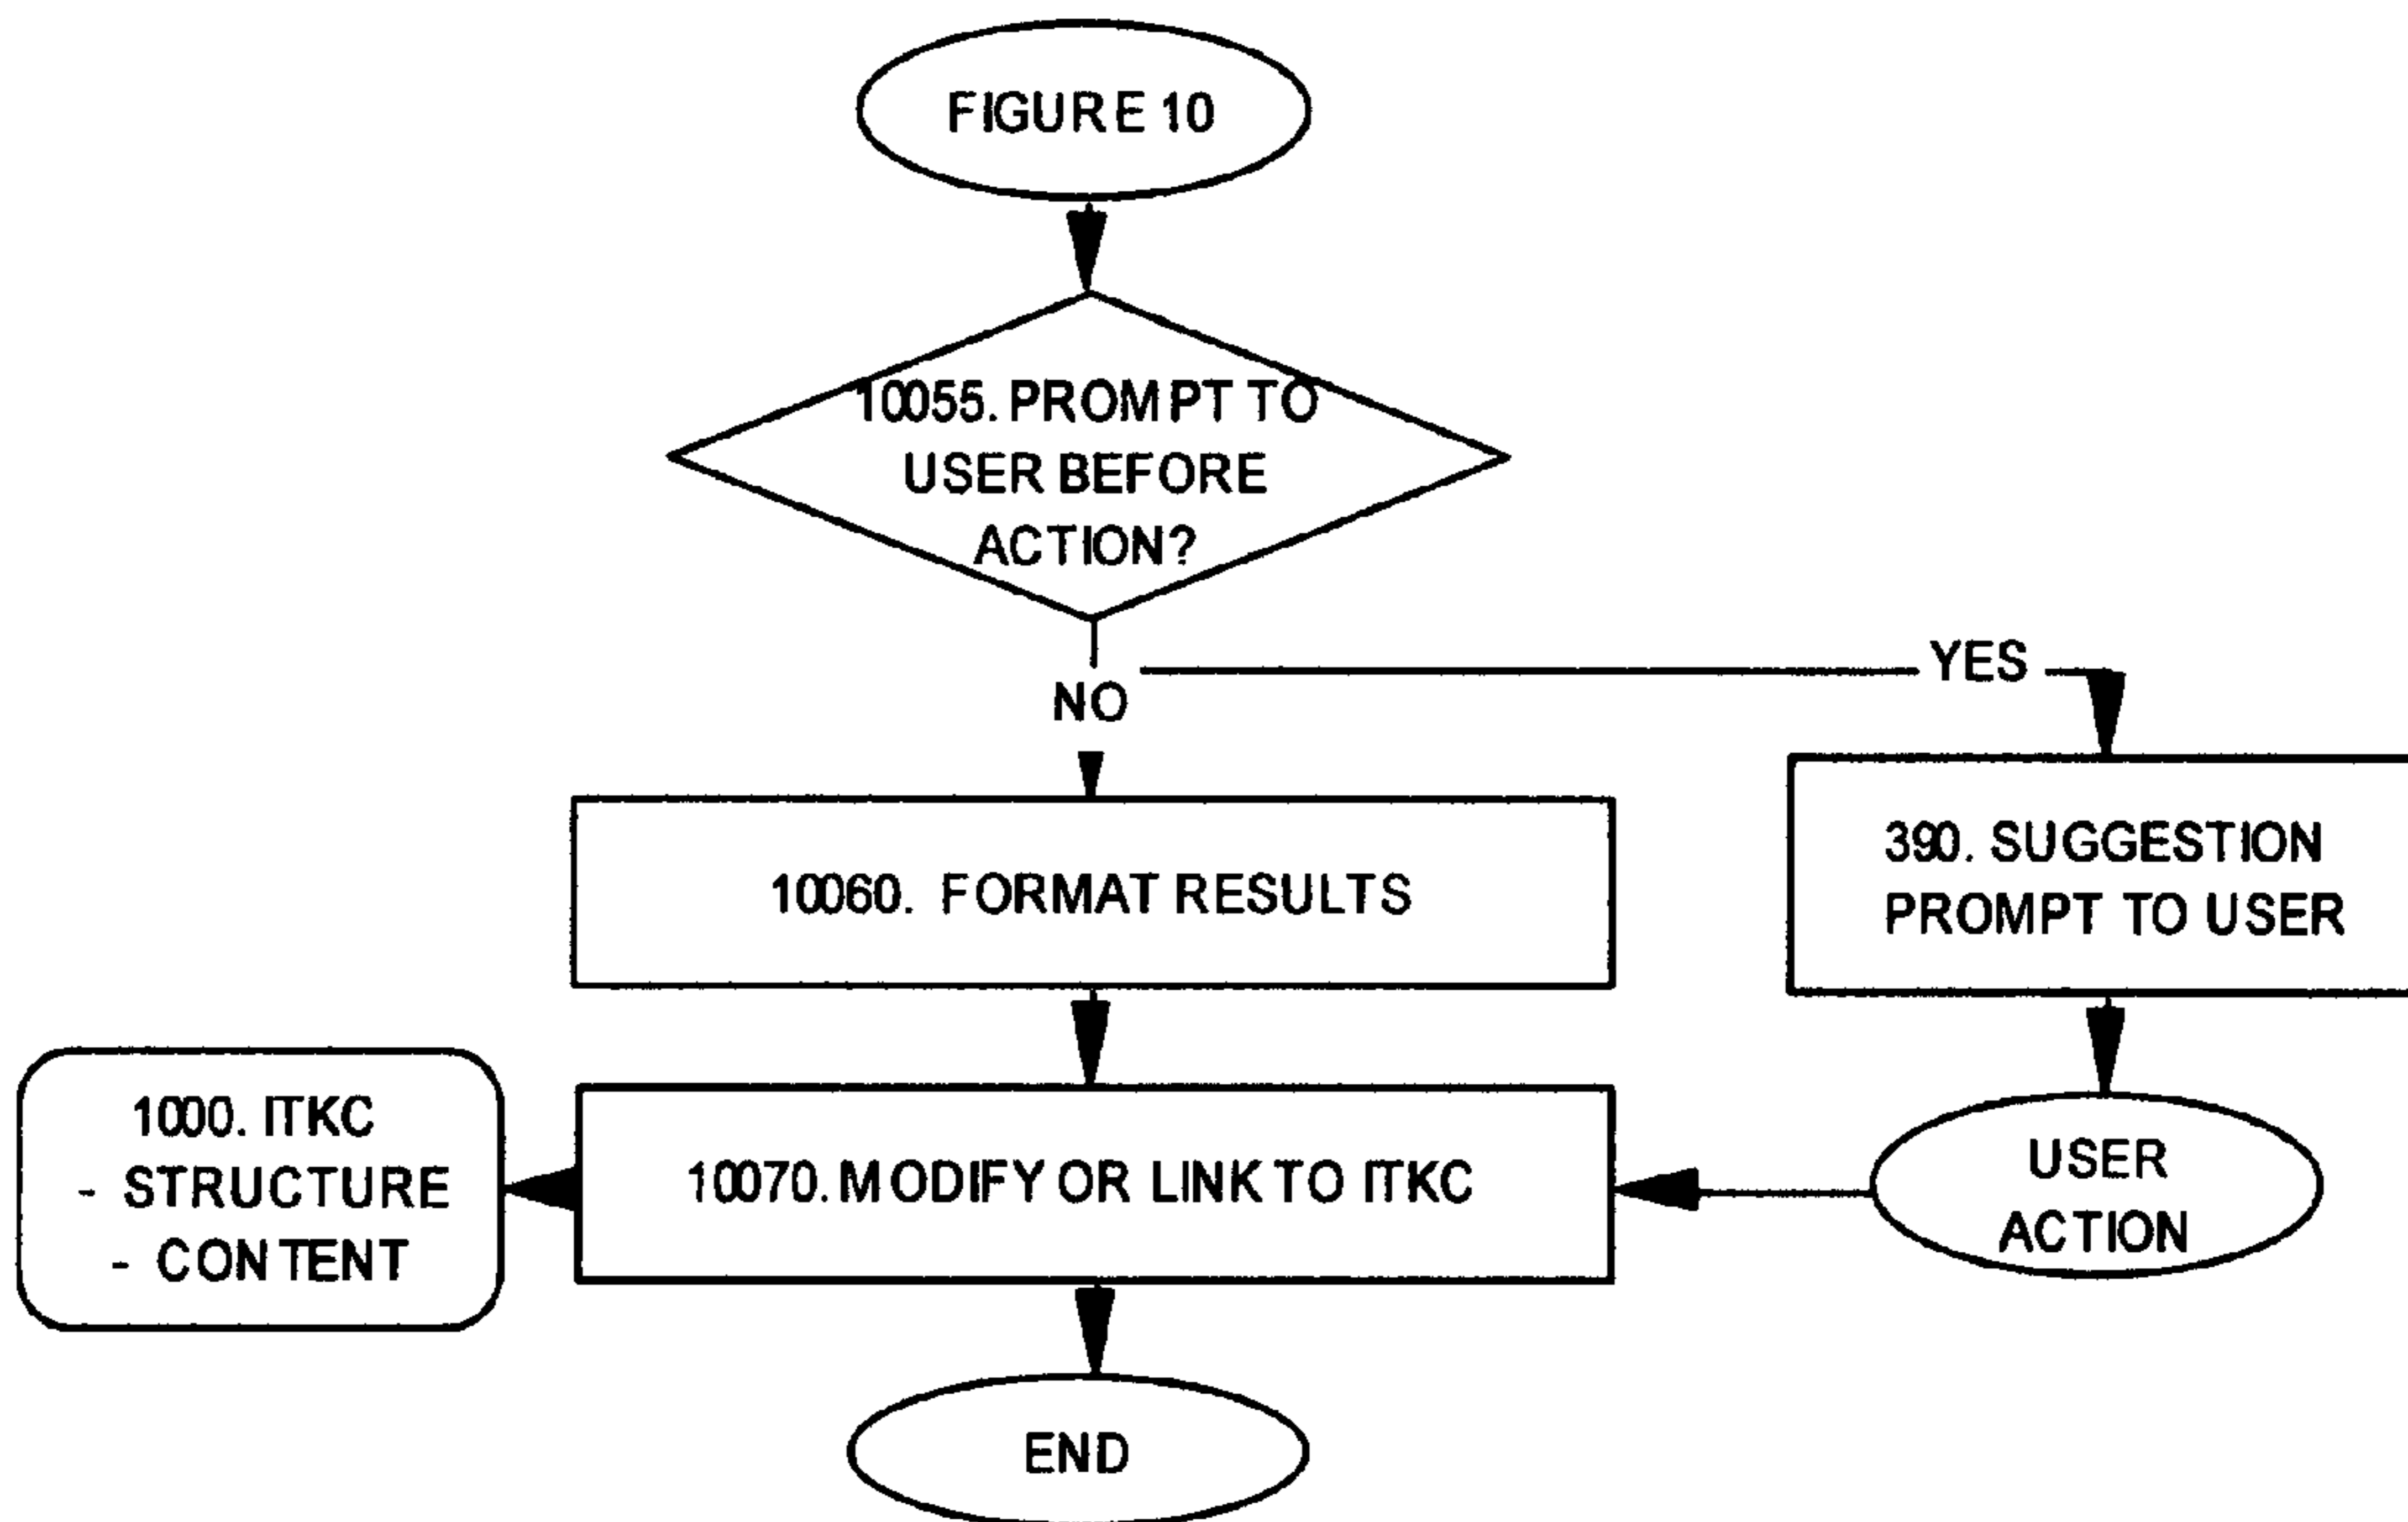 FIGURE 10
10055. PROMPT TO
USER BEFORE
ACTION?
YES
NO
10060. FORMAT RESULTS
390. SUGGESTION
PROMPT TO USER
1000. ITKC
- STRUCTURE
- CONTENT
10070. MODIFY OR LINK TO ITKC
USER
ACTION
END